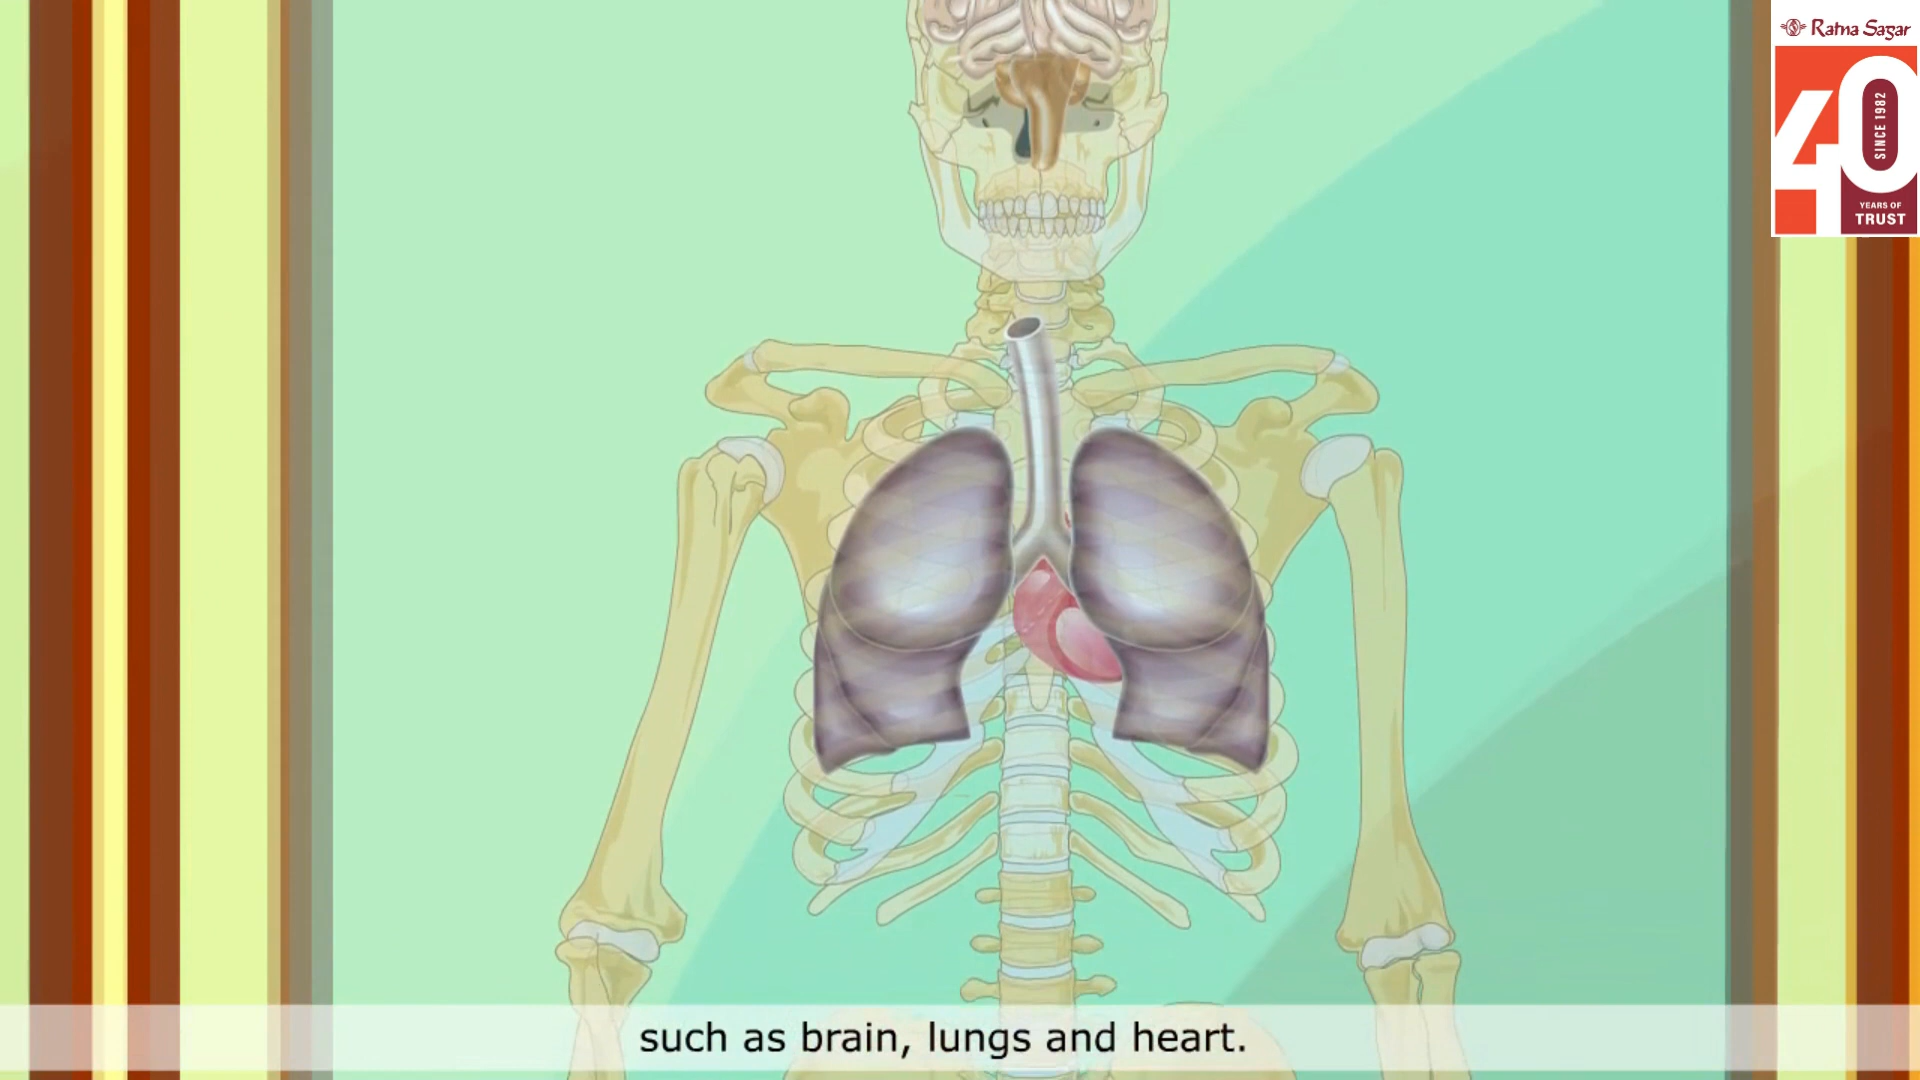 Ratna Sagar
40
SINCE 1982
YEARS OF
TRUST
such as brain, lungs and heart.